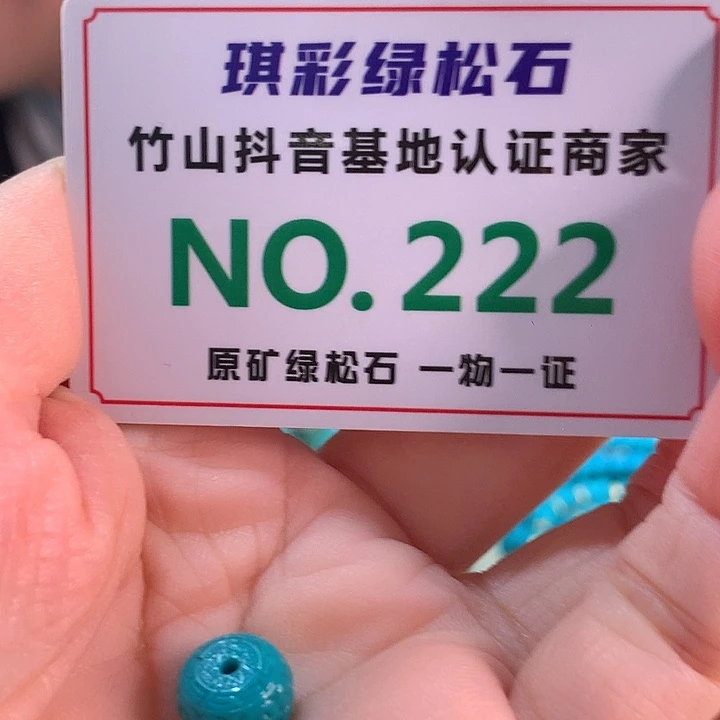 琪彩绿松石
竹山抖音基地认证商家
NO.222
原矿绿松石 一物一证